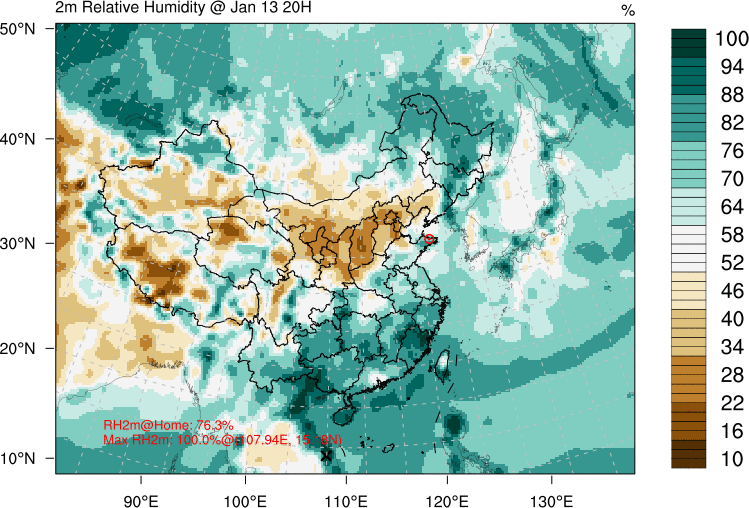 2m Relative Humidity @ Jan 13 20H
%
50°N
40°N
30°N
20°N
10°N
90°E
100°E
110°E
120°E
130°E
100
94
88
82
76
70
64
58
52
46
40
34
28
22
16
10
RH2m@Home: 76.3%
Max RH2m: 100.0%@(107.94E, 15.18N)